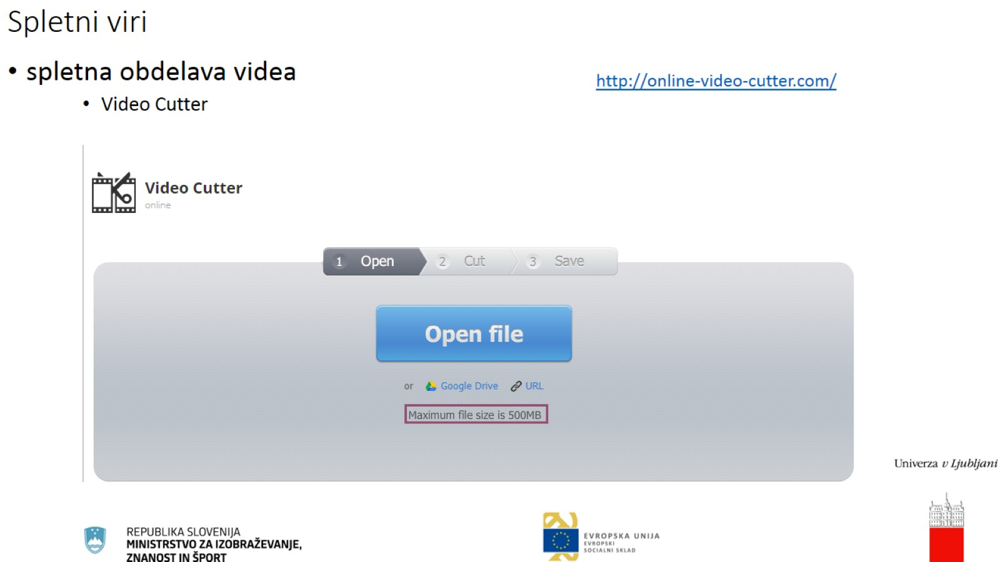 Spletni viri
• spletna obdelava videa
http://online-video-cutter.com/
• Video Cutter
Video Cutter
online
1 Open 2 Cut 3 Save
Open file
or Google Drive URL
Maximum file size is 500MB
Univerza v Ljubljani
REPUBLIKA SLOVENIJA
MINISTRSTVO ZA IZOBRAŽEVANJE,
ZNANOST IN ŠPORT
EVROPSKA UNIJA
EVROPSKI
SOCIALNI SKLAD